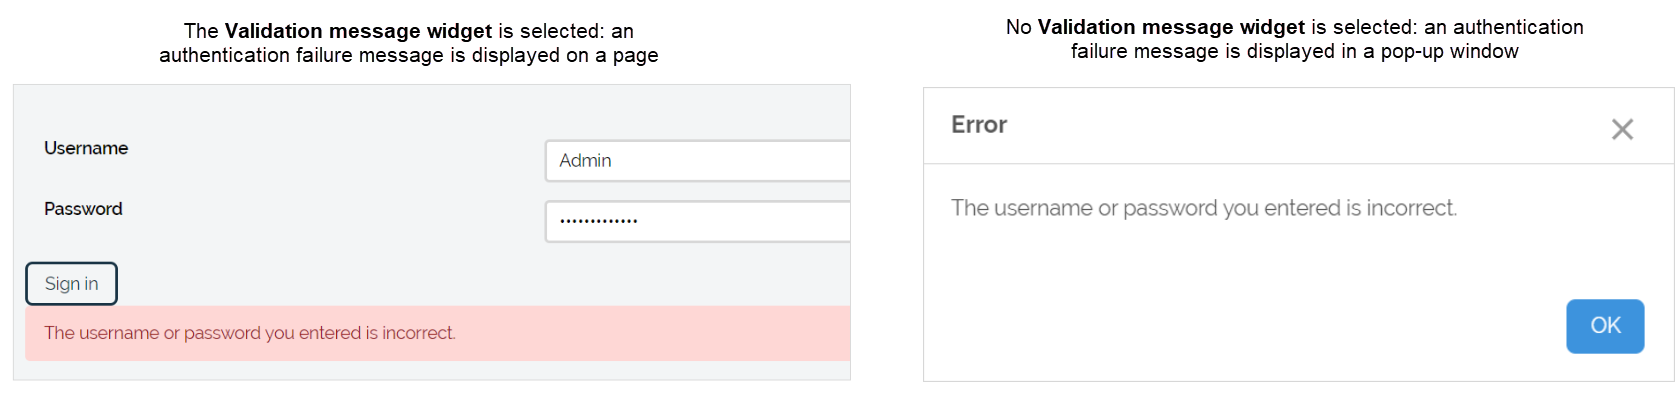 The Validation message widget is selected: an
authentication failure message is displayed on a page
Username
Admin
Password
•••••••••••••
Sign in
The username or password you entered is incorrect.
No Validation message widget is selected: an authentication
failure message is displayed in a pop-up window
Error
The username or password you entered is incorrect.
OK